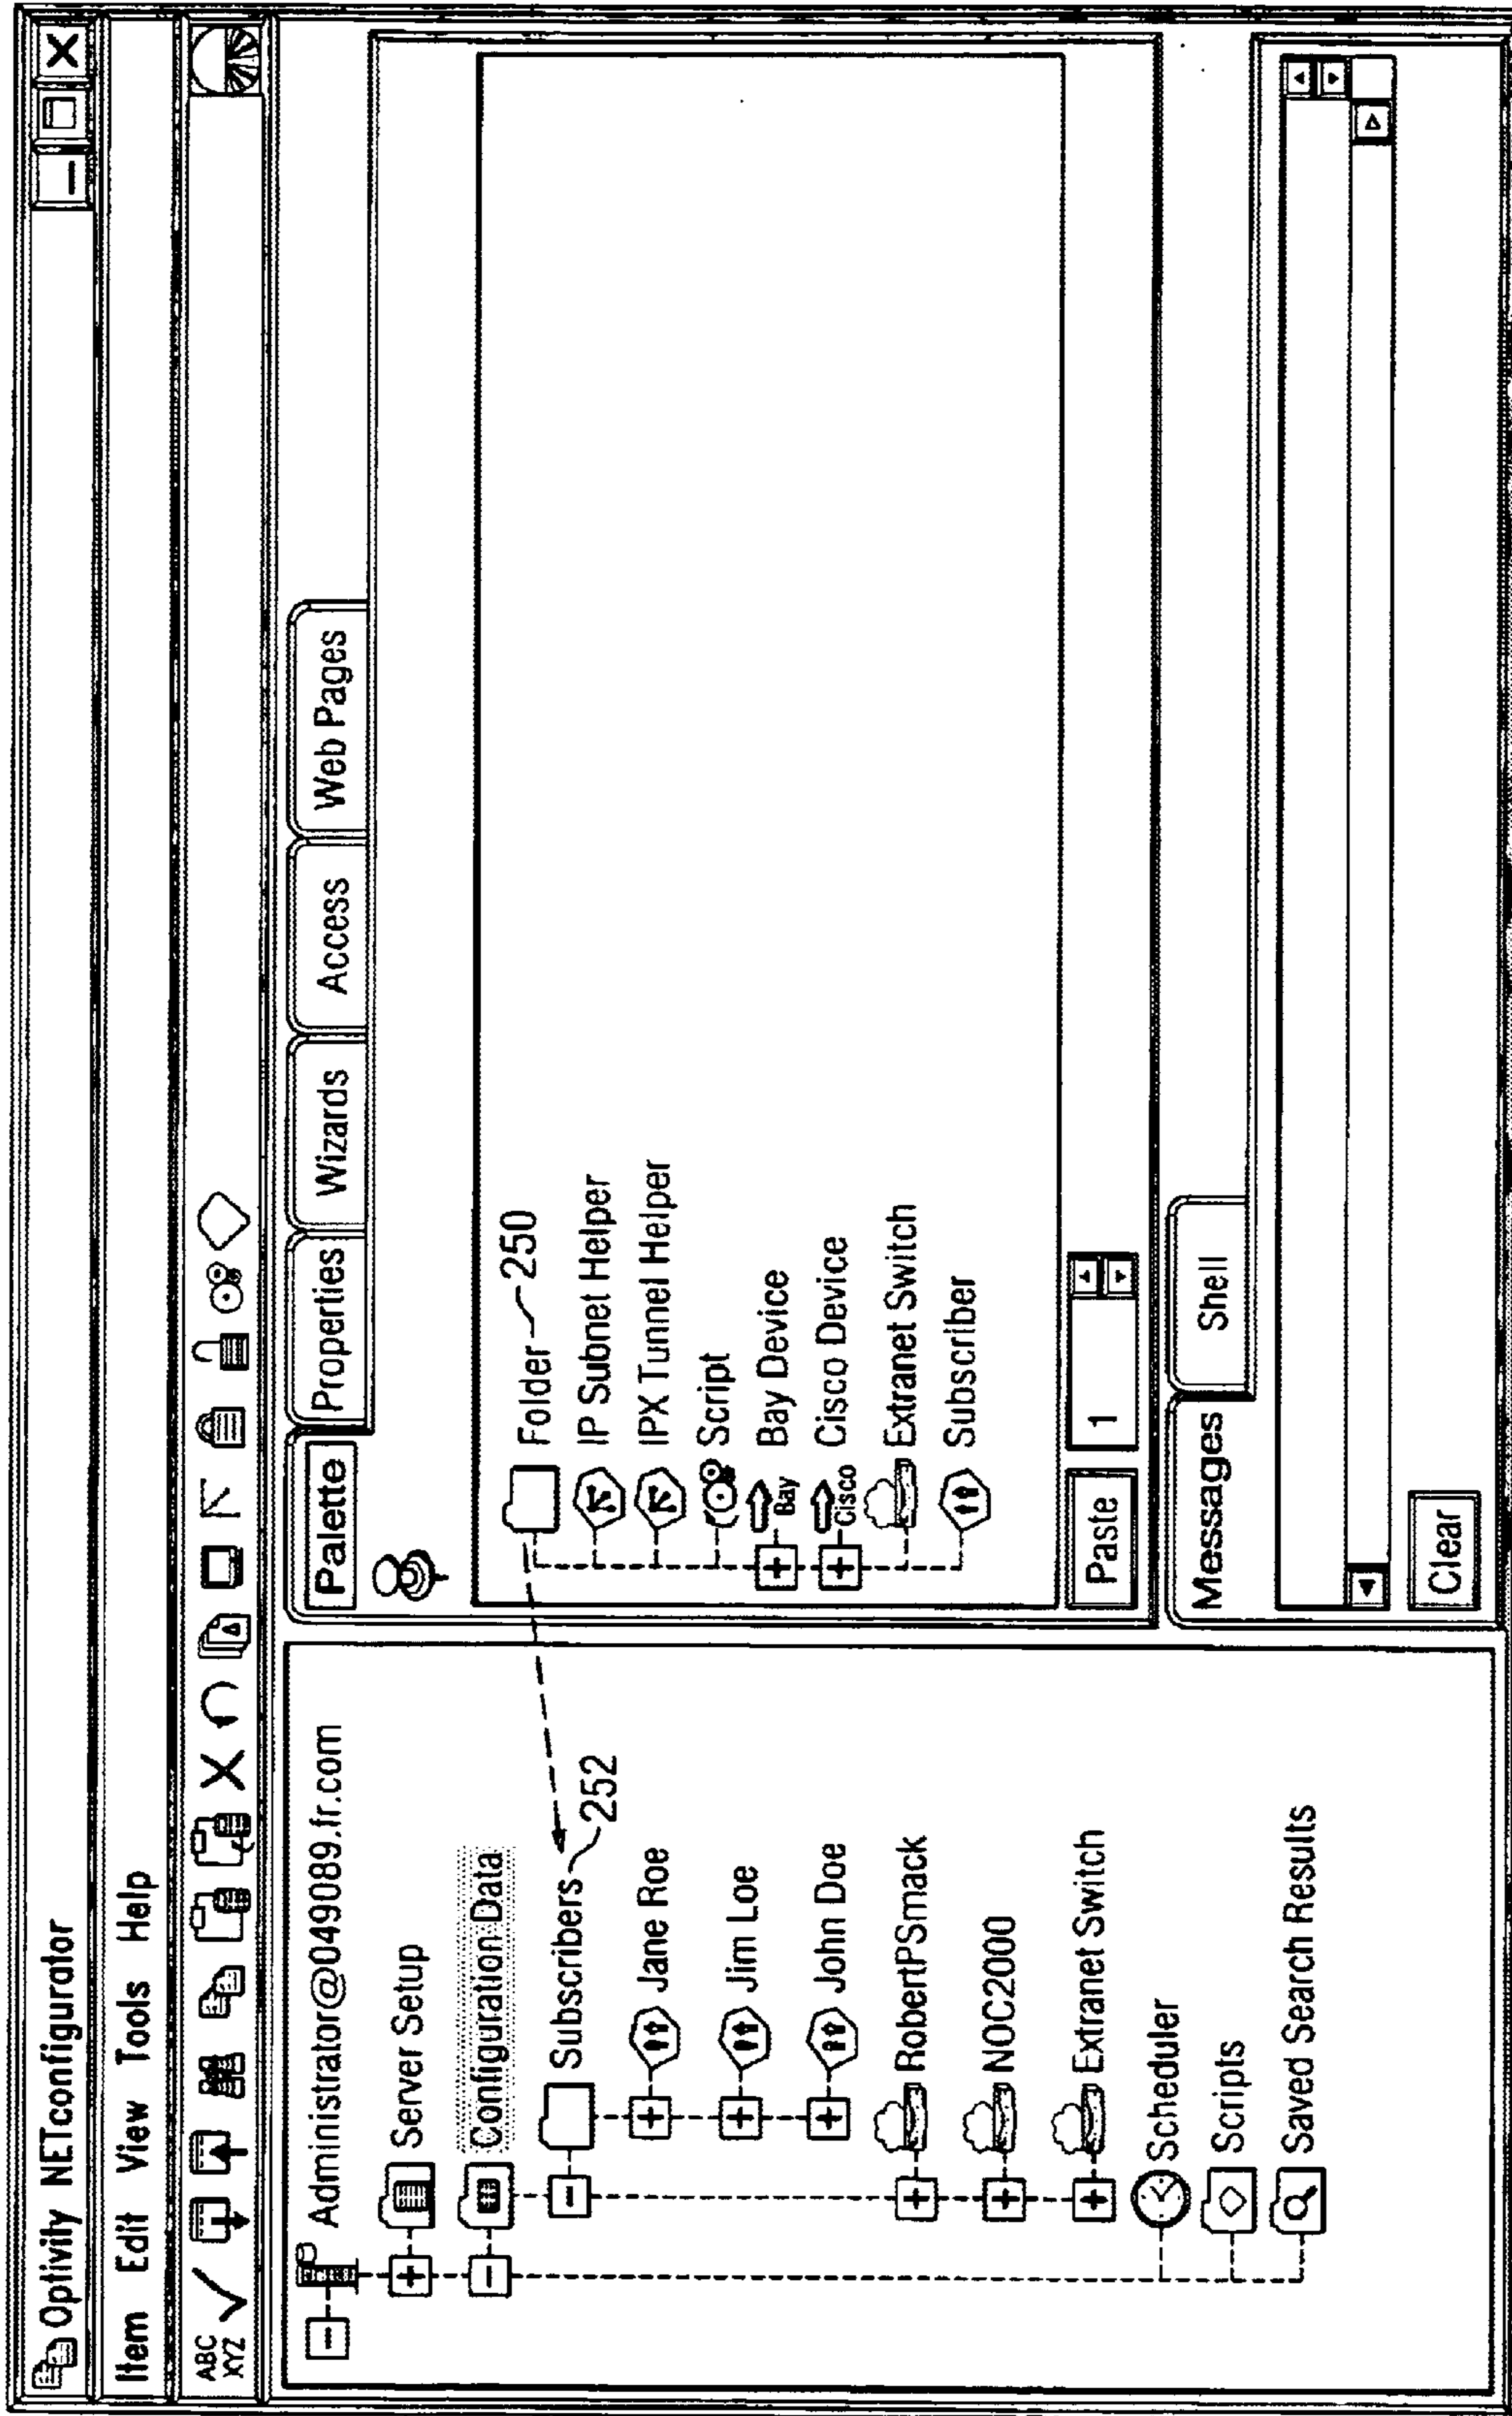 Optivity NETconfigurator
Item Edit View Tools Help
ABC
XYZ
Administrator@049089.fr.com
Server Setup
Configuration Data
Subscribers 252
Jane Roe
Jim Loe
John Doe
RobertPSmack
NOC2000
Extranet Switch
Scheduler
Scripts
Saved Search Results
Palette Properties Wizards Access Web Pages
Folder 250
IP Subnet Helper
IPX Tunnel Helper
Script
Bay Bay Device
Cisco Cisco Device
Extranet Switch
Subscriber
Paste 1
Messages Shell
Clear